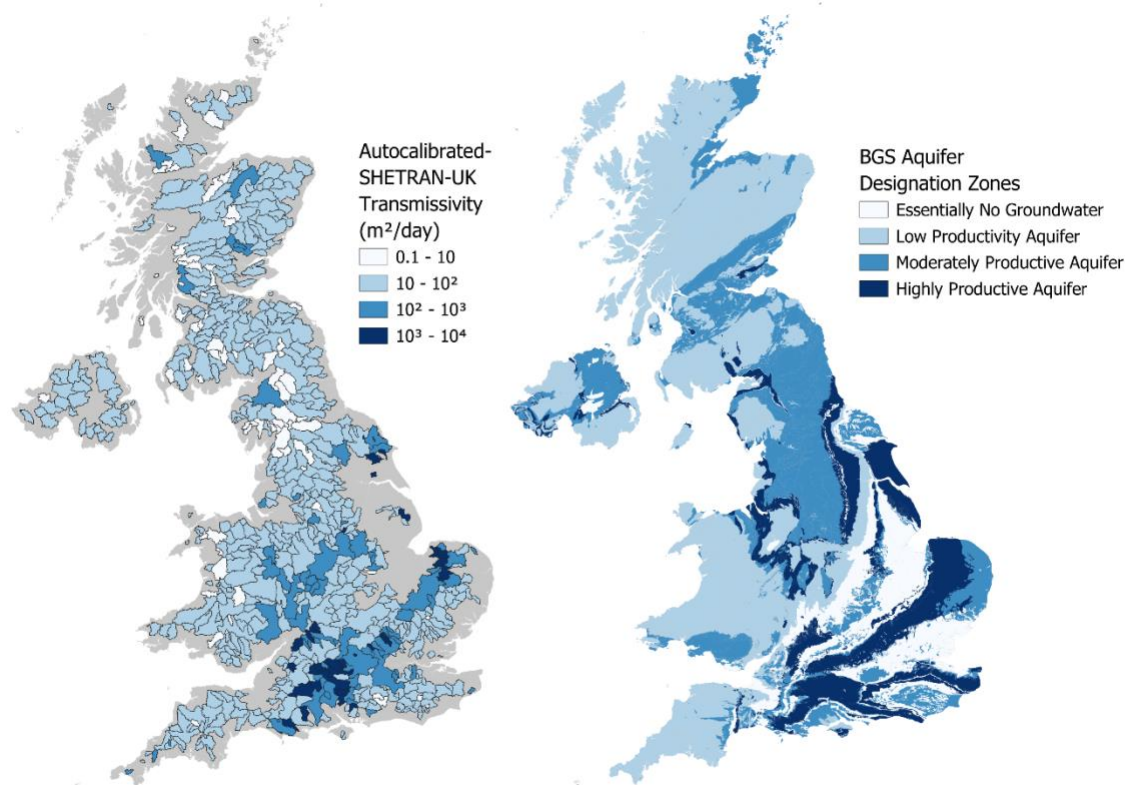 Autocalibrated-
SHETRAN-UK
Transmissivity
(m²/day)
0.1 - 10
10 - 10²
10² - 10³
10³ - 10⁴
BGS Aquifer
Designation Zones
Essentially No Groundwater
Low Productivity Aquifer
Moderately Productive Aquifer
Highly Productive Aquifer